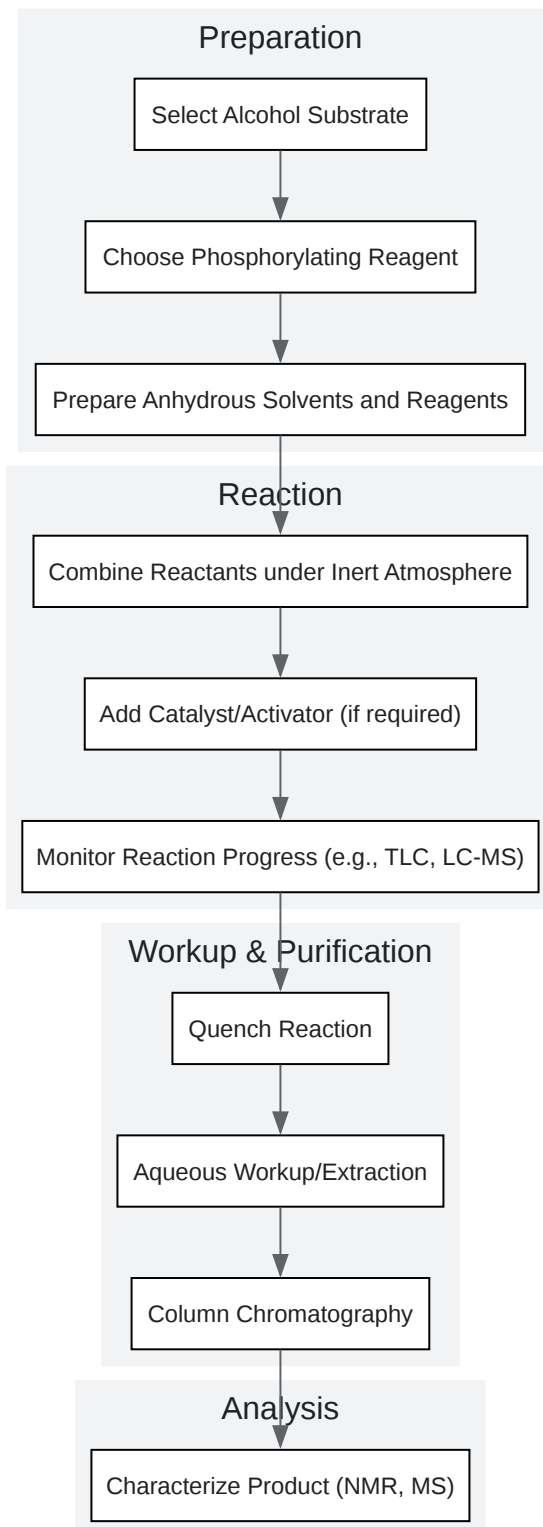 Preparation
Select Alcohol Substrate
Choose Phosphorylating Reagent
Prepare Anhydrous Solvents and Reagents
Reaction
Combine Reactants under Inert Atmosphere
Add Catalyst/Activator (if required)
Monitor Reaction Progress (e.g., TLC, LC-MS)
Workup & Purification
Quench Reaction
Aqueous Workup/Extraction
Column Chromatography
Analysis
Characterize Product (NMR, MS)